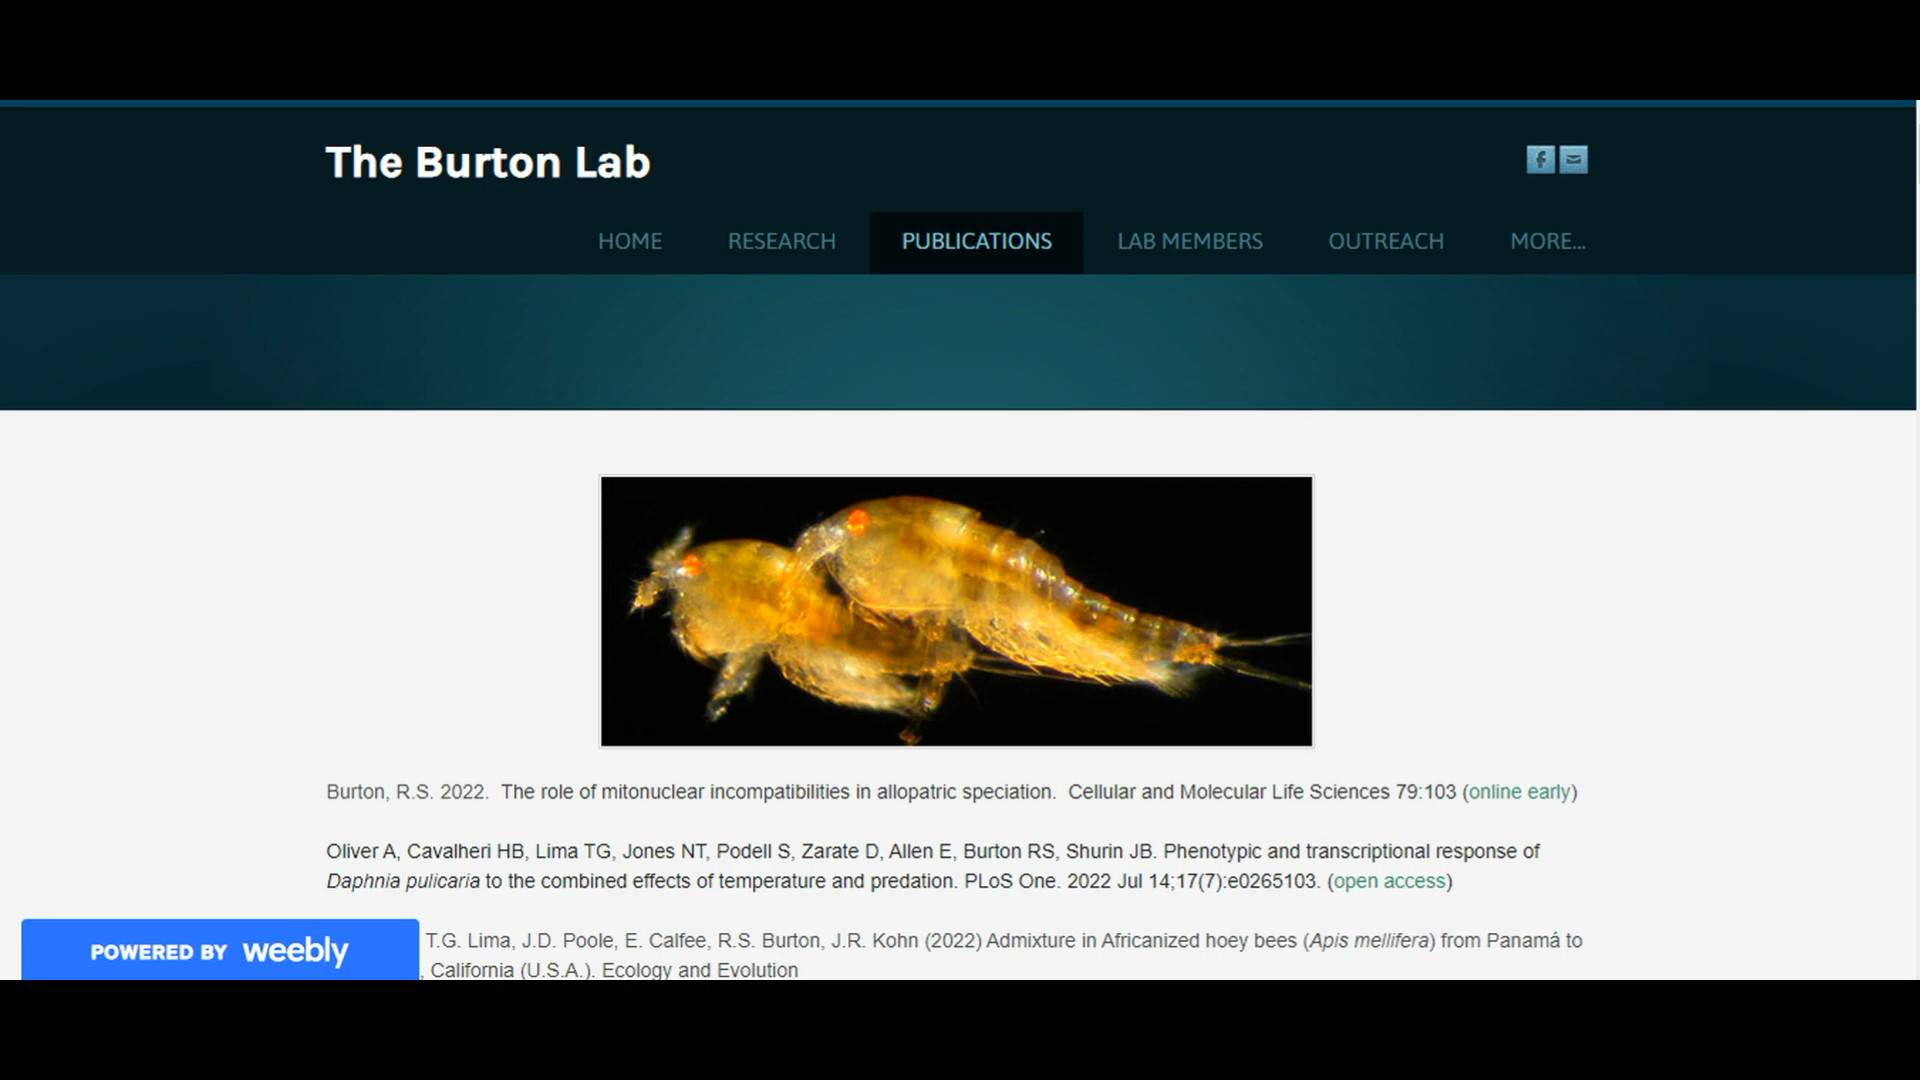 The Burton Lab
HOME RESEARCH PUBLICATIONS LAB MEMBERS OUTREACH MORE...
Burton, R.S. 2022. The role of mitonuclear incompatibilities in allopatric speciation. Cellular and Molecular Life Sciences 79:103 (online early)
Oliver A, Cavalheri HB, Lima TG, Jones NT, Podell S, Zarate D, Allen E, Burton RS, Shurin JB. Phenotypic and transcriptional response of
Daphnia pulicaria to the combined effects of temperature and predation. PLoS One. 2022 Jul 14;17(7):e0265103. (open access)
T.G. Lima, J.D. Poole, E. Calfee, R.S. Burton, J.R. Kohn (2022) Admixture in Africanized hoey bees (Apis mellifera) from Panamá to
, California (U.S.A.). Ecology and Evolution
POWERED BY weebly